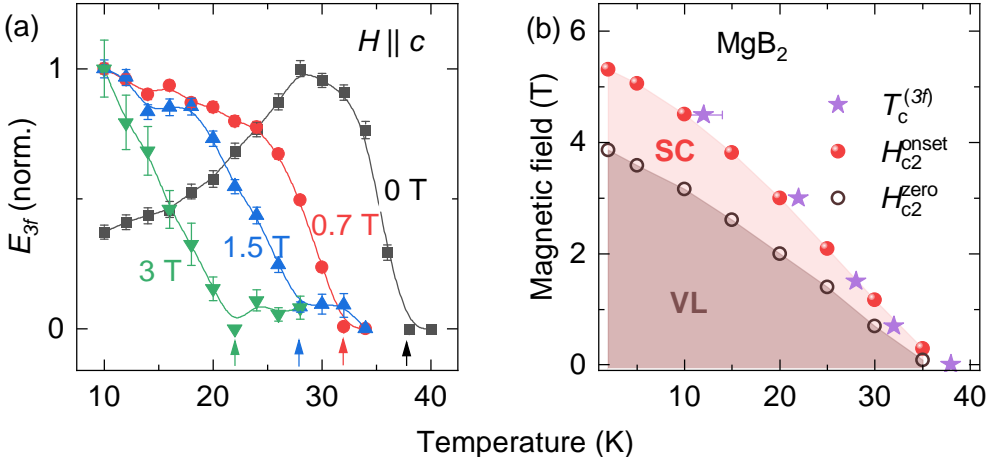 (a)
H || c
1
0
E3f (norm.)
0 T
0.7 T
1.5 T
3 T
10 20 30 40
(b)
MgB2
6
4
2
0
Magnetic field (T)
Tc(3f)
Hc2onset
Hc2zero
SC
VL
0 10 20 30 40
Temperature (K)